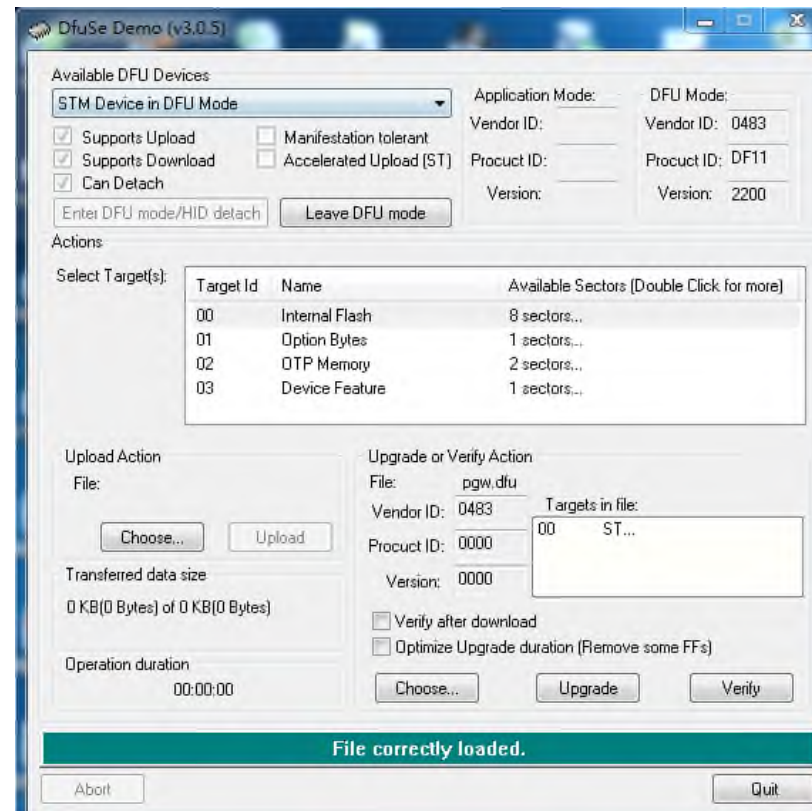 DfuSe Demo (v3.0.5)
Available DFU Devices
STM Device in DFU Mode
Supports Upload
Manifestation tolerant
Supports Download
Accelerated Upload (ST)
Can Detach
Enter DFU mode/HID detach
Leave DFU mode
Application Mode:
Vendor ID:
Procuct ID:
Version:
DFU Mode:
Vendor ID: 0483
Procuct ID: DF11
Version: 2200
Actions
Select Target(s):
Target Id Name Available Sectors (Double Click for more)
00 Internal Flash 8 sectors...
01 Option Bytes 1 sectors...
02 OTP Memory 2 sectors...
03 Device Feature 1 sectors...
Upload Action
File:
Choose... Upload
Transferred data size
0 KB(0 Bytes) of 0 KB(0 Bytes)
Operation duration
00:00:00
Upgrade or Verify Action
File: pgw.dfu
Vendor ID: 0483
Procuct ID: 0000
Version: 0000
Targets in file:
00 ST...
Verify after download
Optimize Upgrade duration (Remove some FFs)
Choose... Upgrade Verify
File correctly loaded.
Abort Quit